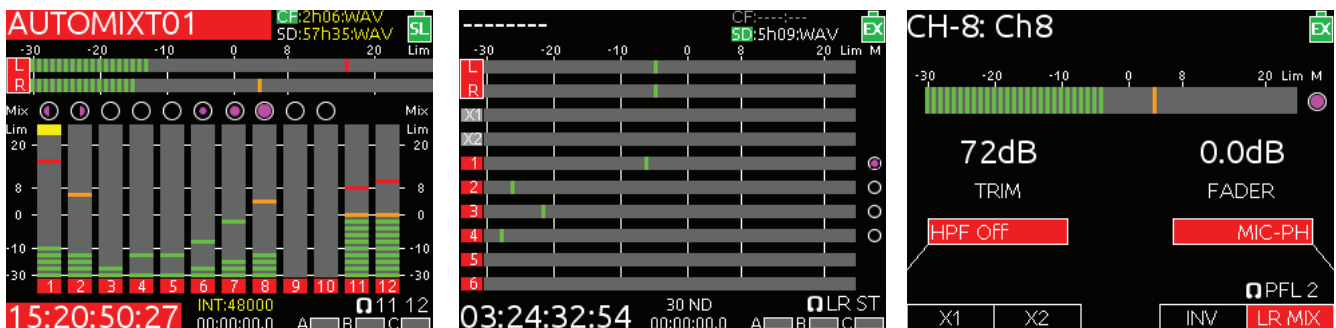 AUTOMIXT01
CF:2h06:WAV
SD:57h35:WAV
SL
-30 -20 -10 0 8 20 Lim
L
R
Mix Mix
Lim Lim
20 20
8 8
0 0
-10 -10
-30 -30
1 2 3 4 5 6 7 8 9 10 11 12
15:20:50:27
INT:48000
00:00:00.0
11 12
A B C
---------
CF:----:---
SD:5h09:WAV
EX
-30 -20 -10 0 8 20 Lim M
L
R
X1
X2
1
2
3
4
5
6
03:24:32:54
30 ND
00:00:00.0
LR ST
A B C
CH-8: Ch8
EX
-30 -20 -10 0 8 20 Lim M
72dB 0.0dB
TRIM FADER
HPF Off MIC-PH
PFL 2
X1 X2 INV LR MIX